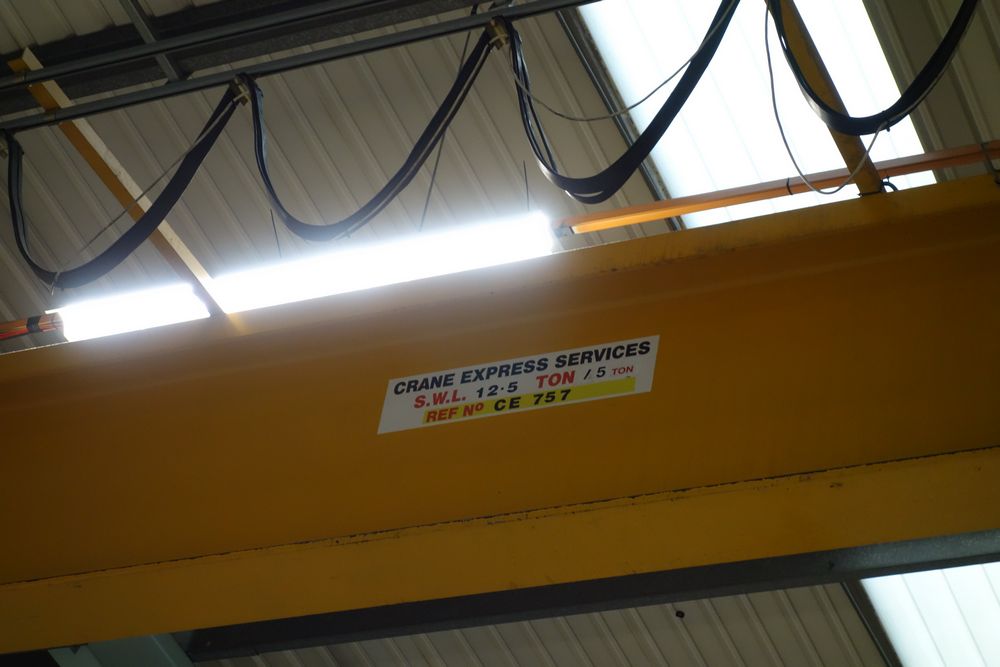 CRANE EXPRESS SERVICES
S.W.L. 12·5 TON / 5 TON
REF Nº CE 757